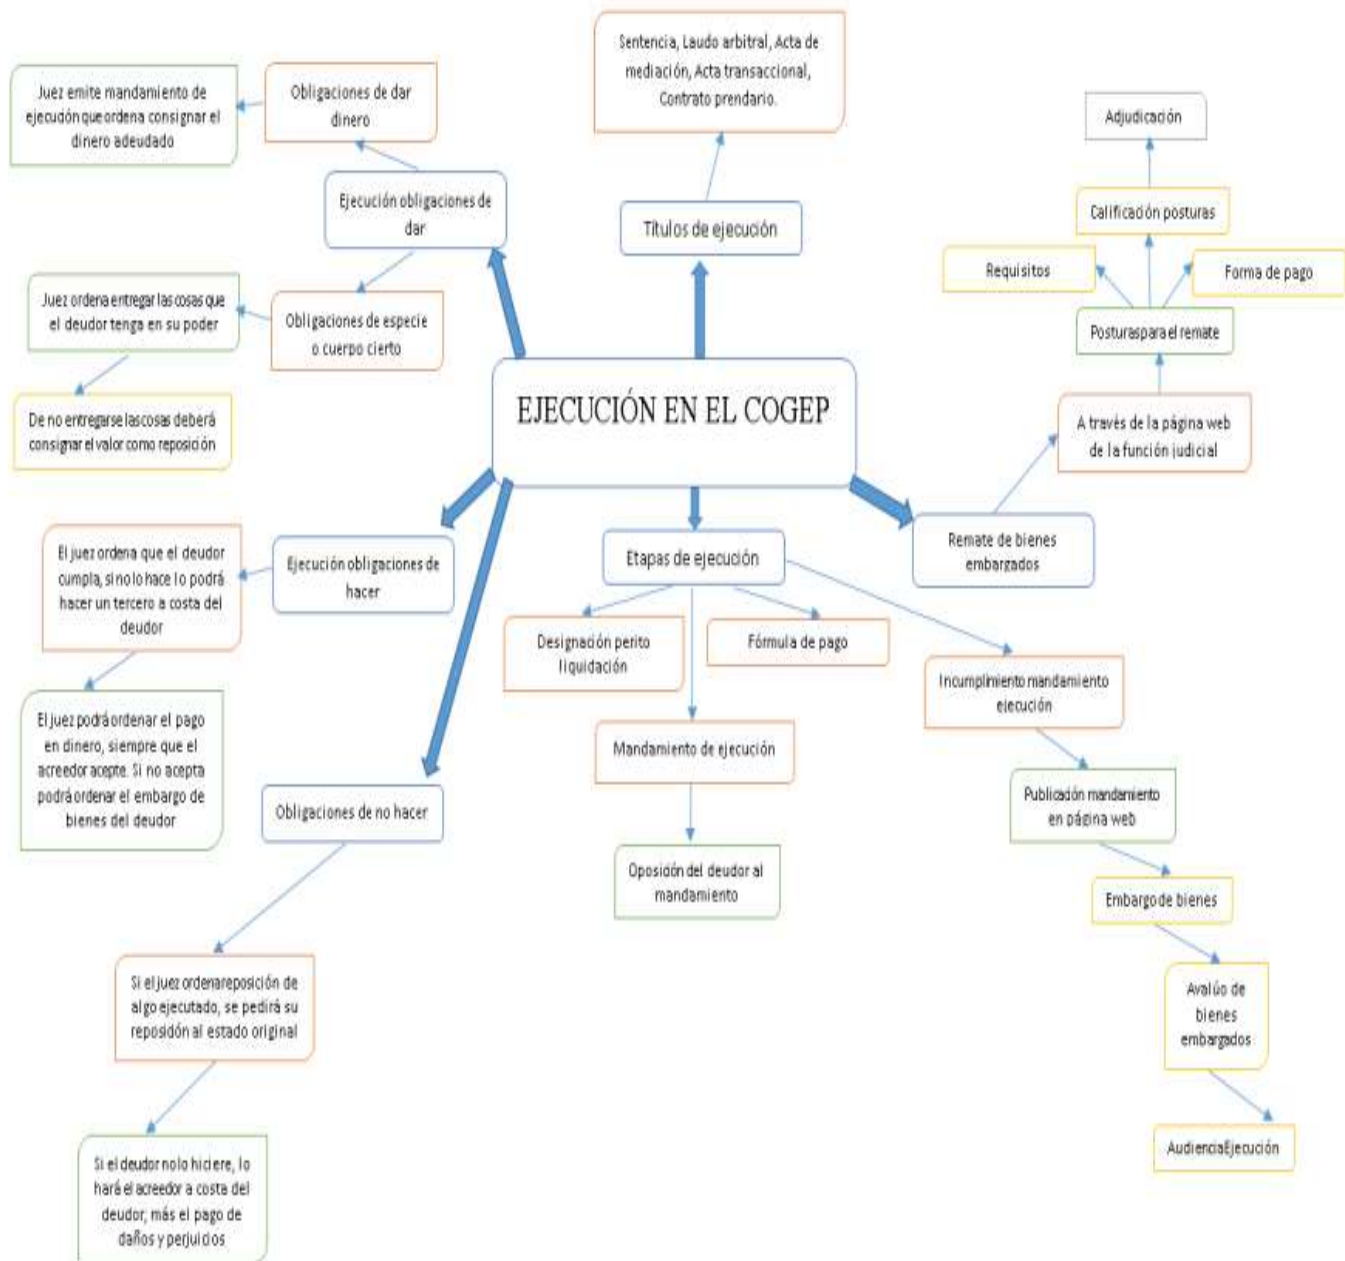 Sentencia, Laudo arbitral, Acta de
mediación, Acta transaccional,
Contrato prendario.
Juez emite mandamiento de
ejecución que ordena consignar el
dinero adeudado
Obligaciones de dar
dinero
Adjudicación
Ejecución obligaciones de
dar
Títulos de ejecución
Calificación posturas
Requisitos
Forma de pago
Juez ordena entregar las cosas que
el deudor tenga en su poder
Obligaciones de especie
o cuerpo cierto
Posturas para el remate
EJECUCIÓN EN EL COGEP
De no entregarse las cosas deberá
consignar el valor como reposición
A través de la página web
de la función judicial
El juez ordena que el deudor
cumpla, si no lo hace lo podrá
hacer un tercero a costa del
deudor
Ejecución obligaciones de
hacer
Etapas de ejecución
Remate de bienes
embargados
Designación perito
liquidación
Fórmula de pago
Incumplimiento mandamiento
ejecución
El juez podrá ordenar el pago
en dinero, siempre que el
acreedor acepte. Si no acepta
podrá ordenar el embargo de
bienes del deudor
Mandamiento de ejecución
Obligaciones de no hacer
Publicación mandamiento
en página web
Oposición del deudor al
mandamiento
Embargo de bienes
Si el juez ordena reposición de
algo ejecutado, se pedirá su
reposidón al estado original
Avalúo de
bienes
embargados
Audiencia Ejecución
Si el deudor no lo hiciere, lo
hará el acreedor a costa del
deudor; más el pago de
daños y perjuicios